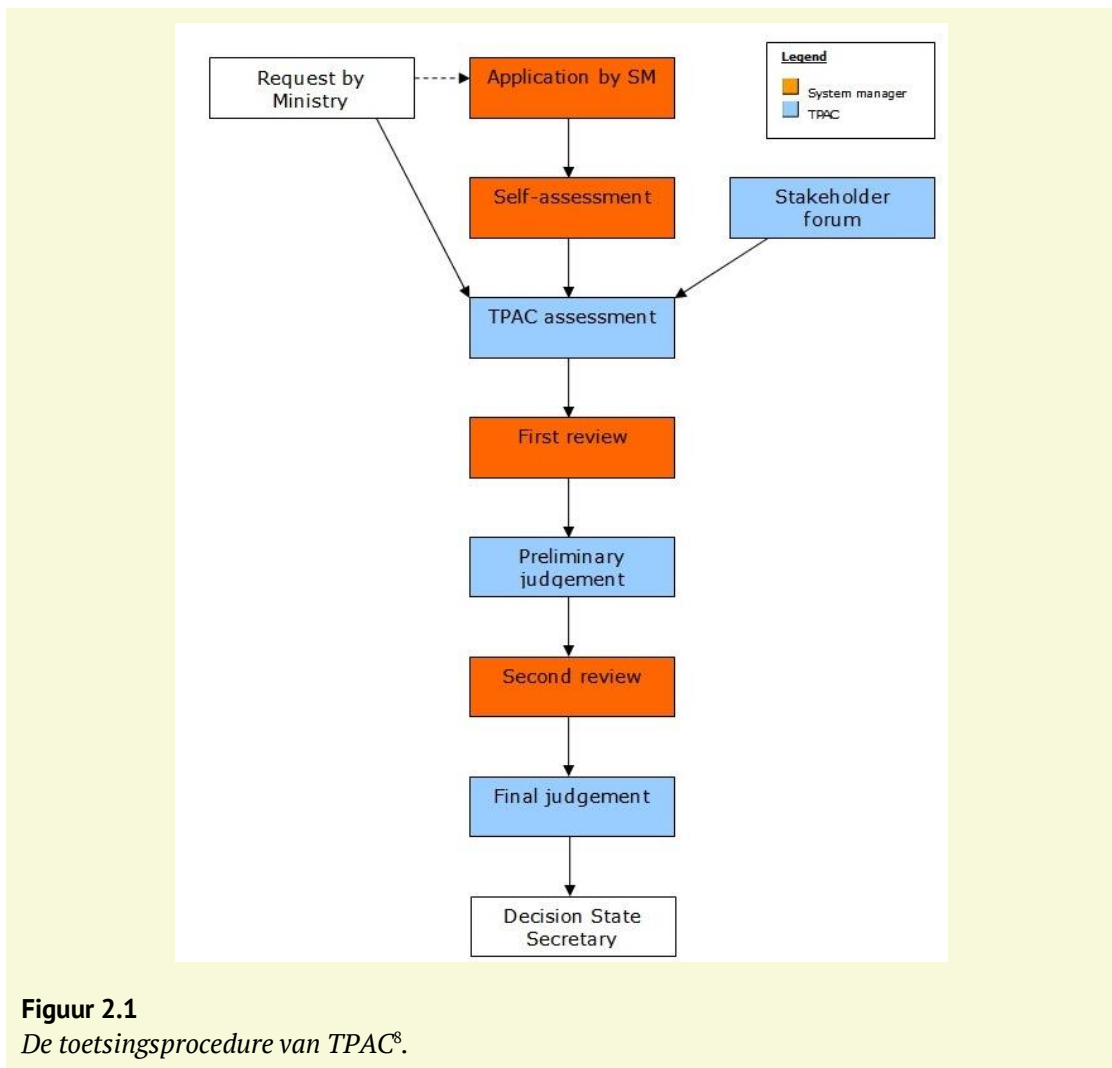 Request by
Ministry
Application by SM
Legend
System manager
TPAC
Self-assessment
Stakeholder
forum
TPAC assessment
First review
Preliminary
judgement
Second review
Final judgement
Decision State
Secretary
Figuur 2.1
De toetsingsprocedure van TPAC⁸.